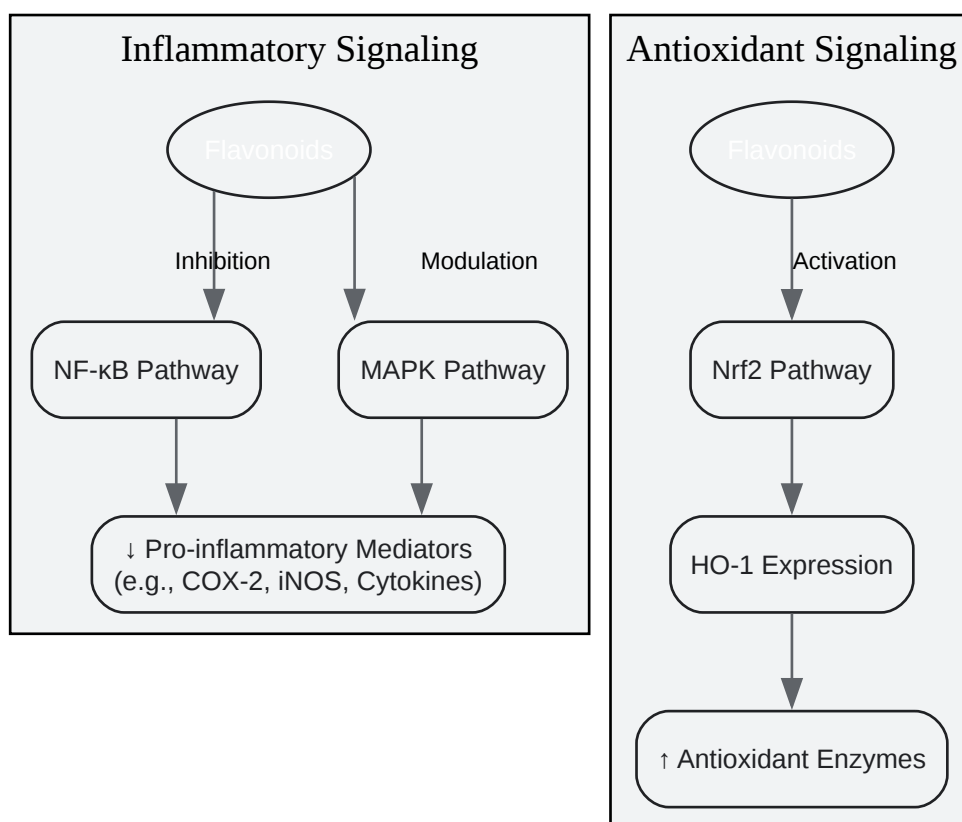 Inflammatory Signaling
Flavonoids
Inhibition
Modulation
NF-κB Pathway
MAPK Pathway
↓ Pro-inflammatory Mediators
(e.g., COX-2, iNOS, Cytokines)
Antioxidant Signaling
Flavonoids
Activation
Nrf2 Pathway
HO-1 Expression
↑ Antioxidant Enzymes